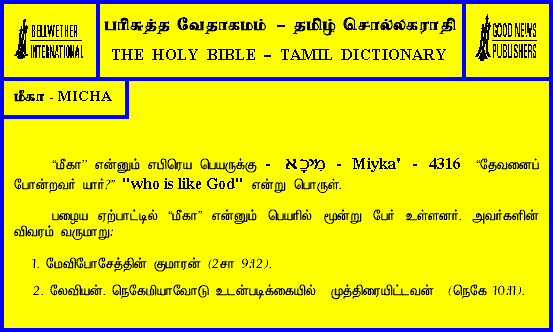 BELLWETHER
INTERNATIONAL
பரிசுத்த வேதாகமம் – தமிழ் சொல்லகராதி
THE HOLY BIBLE – TAMIL DICTIONARY
GOOD NEWS
PUBLISHERS
மீகா - MICHA
“மீகா” என்னும் எபிரெய பெயருக்கு - מִיכָא - Miyka' - 4316 “தேவனைப்
போன்றவர் யார்?” "who is like God" என்று பொருள்.
பழைய ஏற்பாட்டில் “மீகா” என்னும் பெயரில் மூன்று பேர் உள்ளனர். அவர்களின்
விவரம் வருமாறு:
1. மேவிபோசேத்தின் குமாரன் (2சா 9:12).
2. லேவியன். நெகேமியாவோடு உடன்படிக்கையில் முத்திரையிட்டவன் (நெகே 10:11).